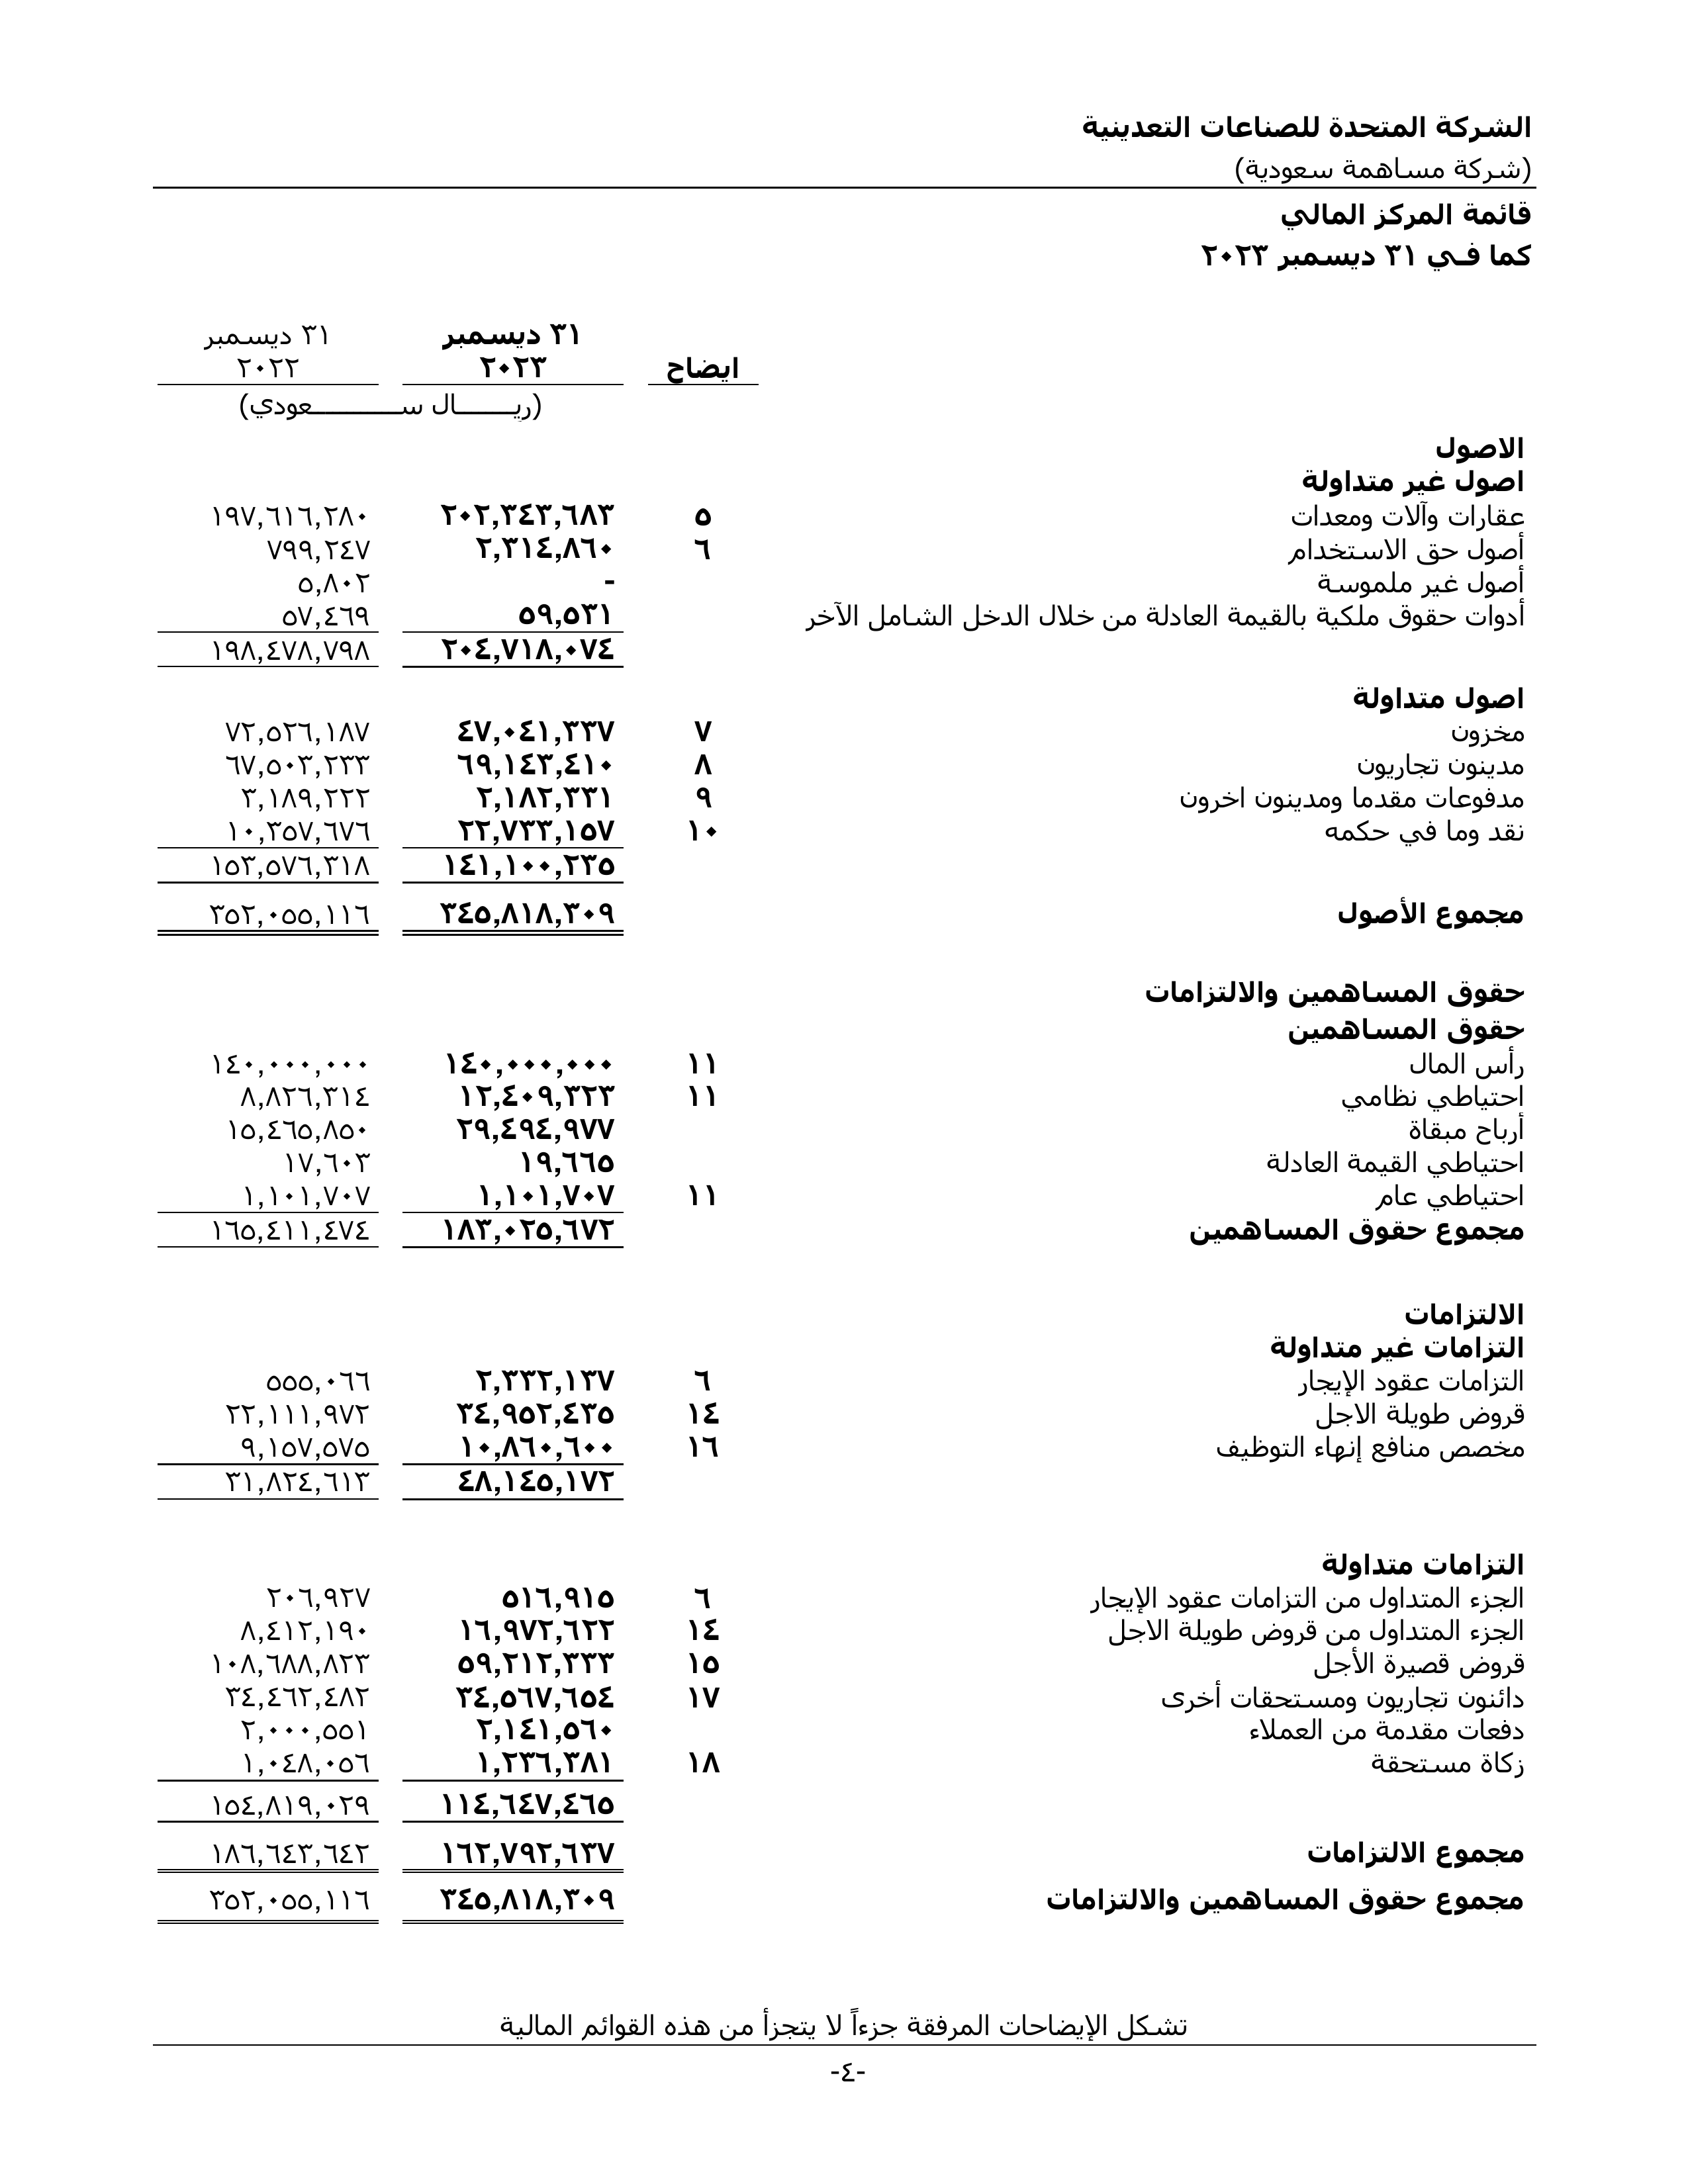 الشركة المتحدة للصناعات التعدينية
(شركة مساهمة سعودية)
قائمة المركز المالي
كما فـي ٣١ ديسمبر ٢٠٢٣
٣١ ديسمبر ٣١ ديسمبر
ايضاح ٢٠٢٣ ٢٠٢٢
(ريـــــــال ســــــــــــعودي)
الاصول
اصول غير متداولة
عقارات وآلات ومعدات ٥ ٢٠٢,٣٤٣,٦٨٣ ١٩٧,٦١٦,٢٨٠
أصول حق الاستخدام ٦ ٢,٣١٤,٨٦٠ ٧٩٩,٢٤٧
أصول غير ملموسة - ٥,٨٠٢
أدوات حقوق ملكية بالقيمة العادلة من خلال الدخل الشامل الآخر ٥٩,٥٣١ ٥٧,٤٦٩
٢٠٤,٧١٨,٠٧٤ ١٩٨,٤٧٨,٧٩٨
اصول متداولة
مخزون ٧ ٤٧,٠٤١,٣٣٧ ٧٢,٥٢٦,١٨٧
مدينون تجاريون ٨ ٦٩,١٤٣,٤١٠ ٦٧,٥٠٣,٢٣٣
مدفوعات مقدما ومدينون اخرون ٩ ٢,١٨٢,٣٣١ ٣,١٨٩,٢٢٢
نقد وما في حكمه ١٠ ٢٢,٧٣٣,١٥٧ ١٠,٣٥٧,٦٧٦
١٤١,١٠٠,٢٣٥ ١٥٣,٥٧٦,٣١٨
مجموع الأصول ٣٤٥,٨١٨,٣٠٩ ٣٥٢,٠٥٥,١١٦
حقوق المساهمين والالتزامات
حقوق المساهمين
رأس المال ١١ ١٤٠,٠٠٠,٠٠٠ ١٤٠,٠٠٠,٠٠٠
احتياطي نظامي ١١ ١٢,٤٠٩,٣٢٣ ٨,٨٢٦,٣١٤
أرباح مبقاة ٢٩,٤٩٤,٩٧٧ ١٥,٤٦٥,٨٥٠
احتياطي القيمة العادلة ١٩,٦٦٥ ١٧,٦٠٣
احتياطي عام ١١ ١,١٠١,٧٠٧ ١,١٠١,٧٠٧
مجموع حقوق المساهمين ١٨٣,٠٢٥,٦٧٢ ١٦٥,٤١١,٤٧٤
الالتزامات
التزامات غير متداولة
التزامات عقود الإيجار ٦ ٢,٣٣٢,١٣٧ ٥٥٥,٠٦٦
قروض طويلة الاجل ١٤ ٣٤,٩٥٢,٤٣٥ ٢٢,١١١,٩٧٢
مخصص منافع إنهاء التوظيف ١٦ ١٠,٨٦٠,٦٠٠ ٩,١٥٧,٥٧٥
٤٨,١٤٥,١٧٢ ٣١,٨٢٤,٦١٣
التزامات متداولة
الجزء المتداول من التزامات عقود الإيجار ٦ ٥١٦,٩١٥ ٢٠٦,٩٢٧
الجزء المتداول من قروض طويلة الاجل ١٤ ١٦,٩٧٢,٦٢٢ ٨,٤١٢,١٩٠
قروض قصيرة الأجل ١٥ ٥٩,٢١٢,٣٣٣ ١٠٨,٦٨٨,٨٢٣
دائنون تجاريون ومستحقات أخرى ١٧ ٣٤,٥٦٧,٦٥٤ ٣٤,٤٦٢,٤٨٢
دفعات مقدمة من العملاء ٢,١٤١,٥٦٠ ٢,٠٠٠,٥٥١
زكاة مستحقة ١٨ ١,٢٣٦,٣٨١ ١,٠٤٨,٠٥٦
١١٤,٦٤٧,٤٦٥ ١٥٤,٨١٩,٠٢٩
مجموع الالتزامات ١٦٢,٧٩٢,٦٣٧ ١٨٦,٦٤٣,٦٤٢
مجموع حقوق المساهمين والالتزامات ٣٤٥,٨١٨,٣٠٩ ٣٥٢,٠٥٥,١١٦
تشكل الإيضاحات المرفقة جزءاً لا يتجزأ من هذه القوائم المالية
-٤-